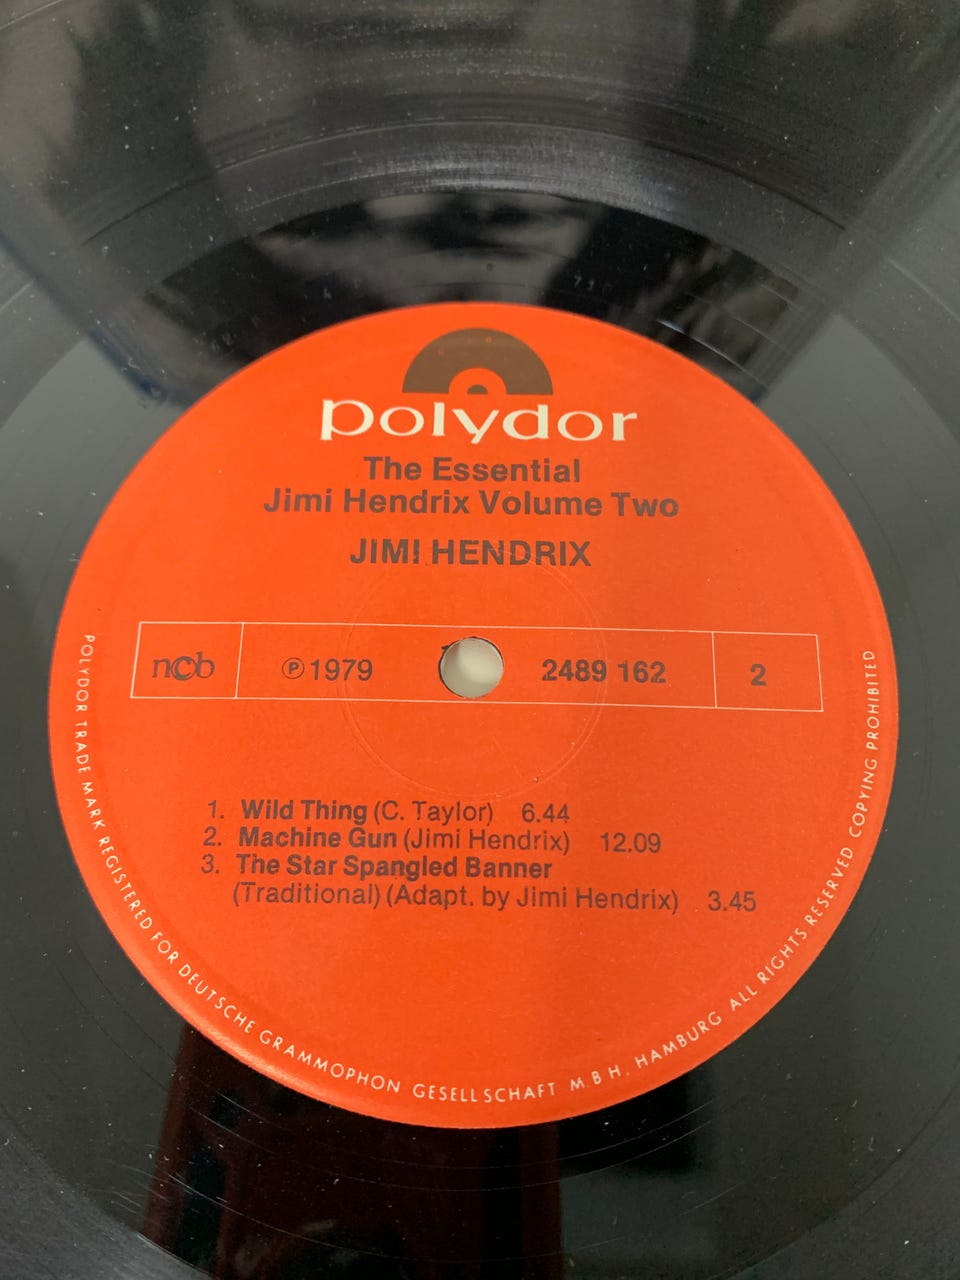 polydor
The Essential
Jimi Hendrix Volume Two
JIMI HENDRIX
ncb ℗ 1979 2489 162 2
1. Wild Thing (C. Taylor) 6.44
2. Machine Gun (Jimi Hendrix) 12.09
3. The Star Spangled Banner
(Traditional) (Adapt. by Jimi Hendrix) 3.45
POLYDOR TRADE MARK REGISTERED FOR DEUTSCHE GRAMMOPHON GESELLSCHAFT M.B H, HAMBURG ALL RIGHTS RESERVED COPYING PROHIBITED